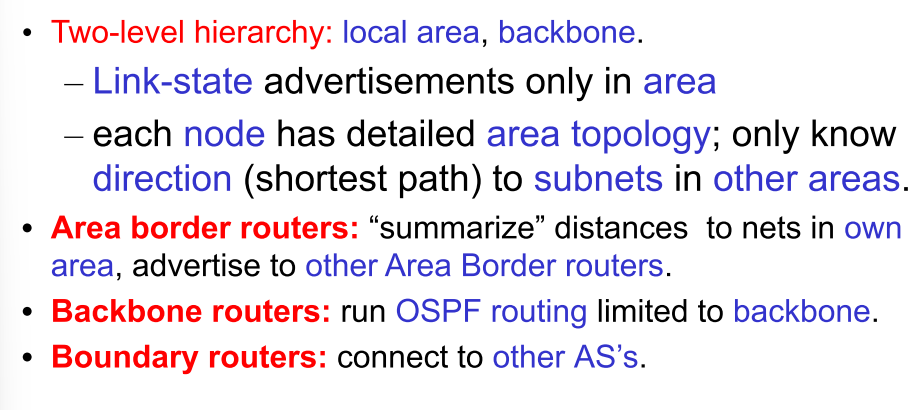 • Two-level hierarchy: local area, backbone.
– Link-state advertisements only in area
– each node has detailed area topology; only know
direction (shortest path) to subnets in other areas.
• Area border routers: “summarize” distances to nets in own
area, advertise to other Area Border routers.
• Backbone routers: run OSPF routing limited to backbone.
• Boundary routers: connect to other AS’s.